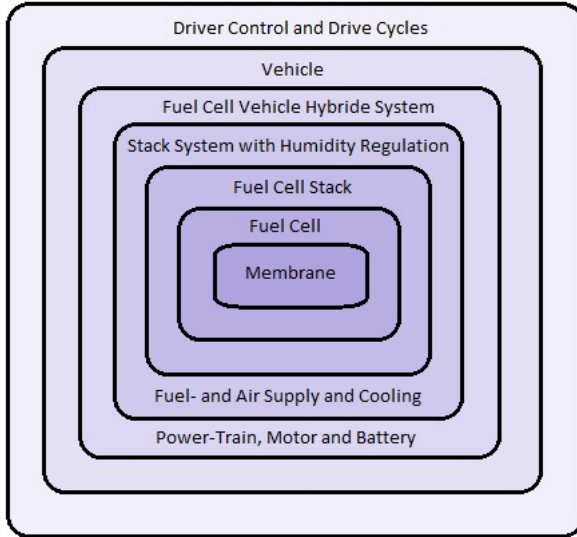 Driver Control and Drive Cycles
Vehicle
Fuel Cell Vehicle Hybride System
Stack System with Humidity Regulation
Fuel Cell Stack
Fuel Cell
Membrane
Fuel- and Air Supply and Cooling
Power-Train, Motor and Battery